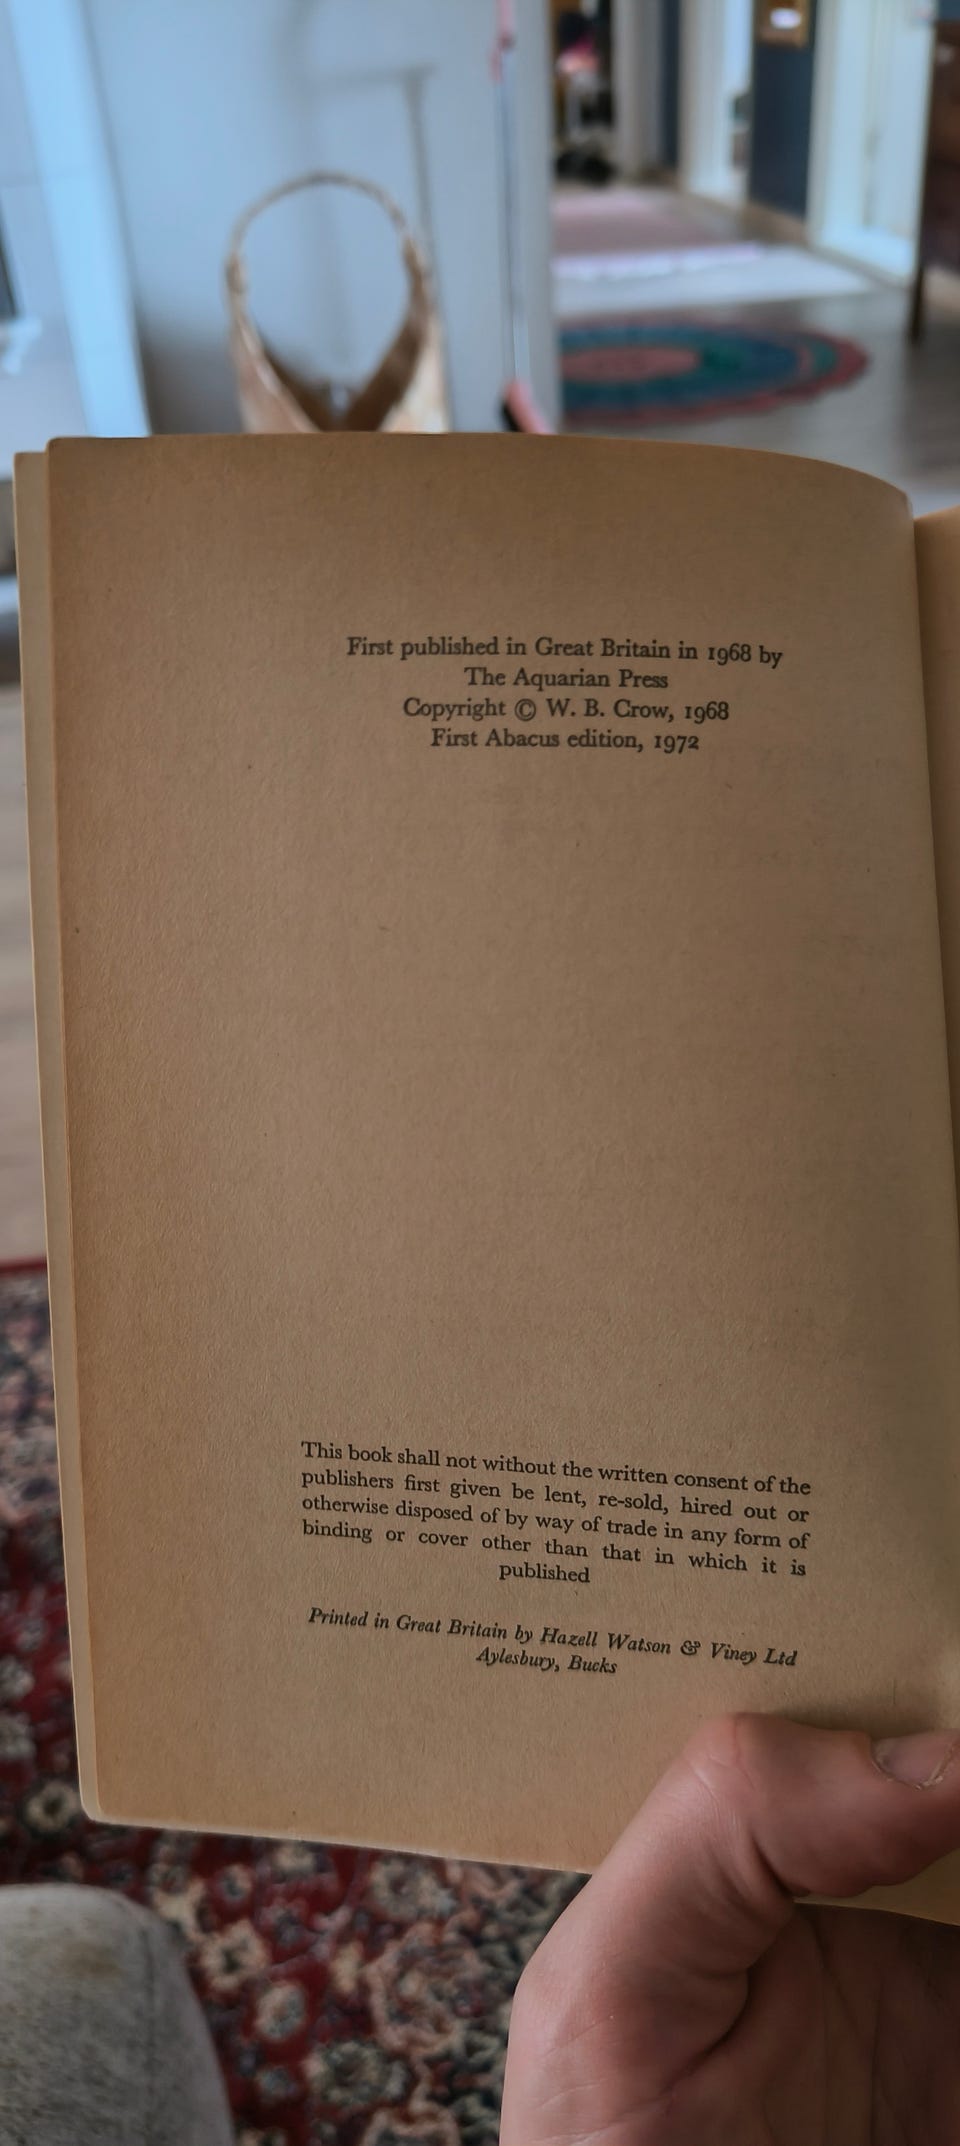 First published in Great Britain in 1968 by
The Aquarian Press
Copyright © W. B. Crow, 1968
First Abacus edition, 1972
This book shall not without the written consent of the
publishers first given be lent, re-sold, hired out or
otherwise disposed of by way of trade in any form of
binding or cover other than that in which it is
published
Printed in Great Britain by Hazell Watson & Viney Ltd
Aylesbury, Bucks